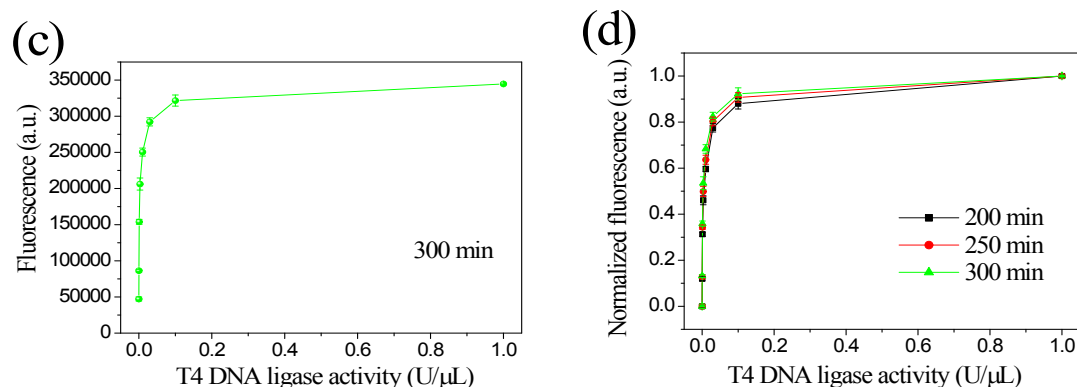 (c)
Fluorescence (a.u.)
350000
300000
250000
200000
150000
100000
50000
0
300 min
0.0
0.2
0.4
0.6
0.8
1.0
T4 DNA ligase activity (U/μL)
(d)
Normalized fluorescence (a.u.)
1.0
0.8
0.6
0.4
0.2
0.0
200 min
250 min
300 min
0.0
0.2
0.4
0.6
0.8
1.0
T4 DNA ligase activity (U/μL)